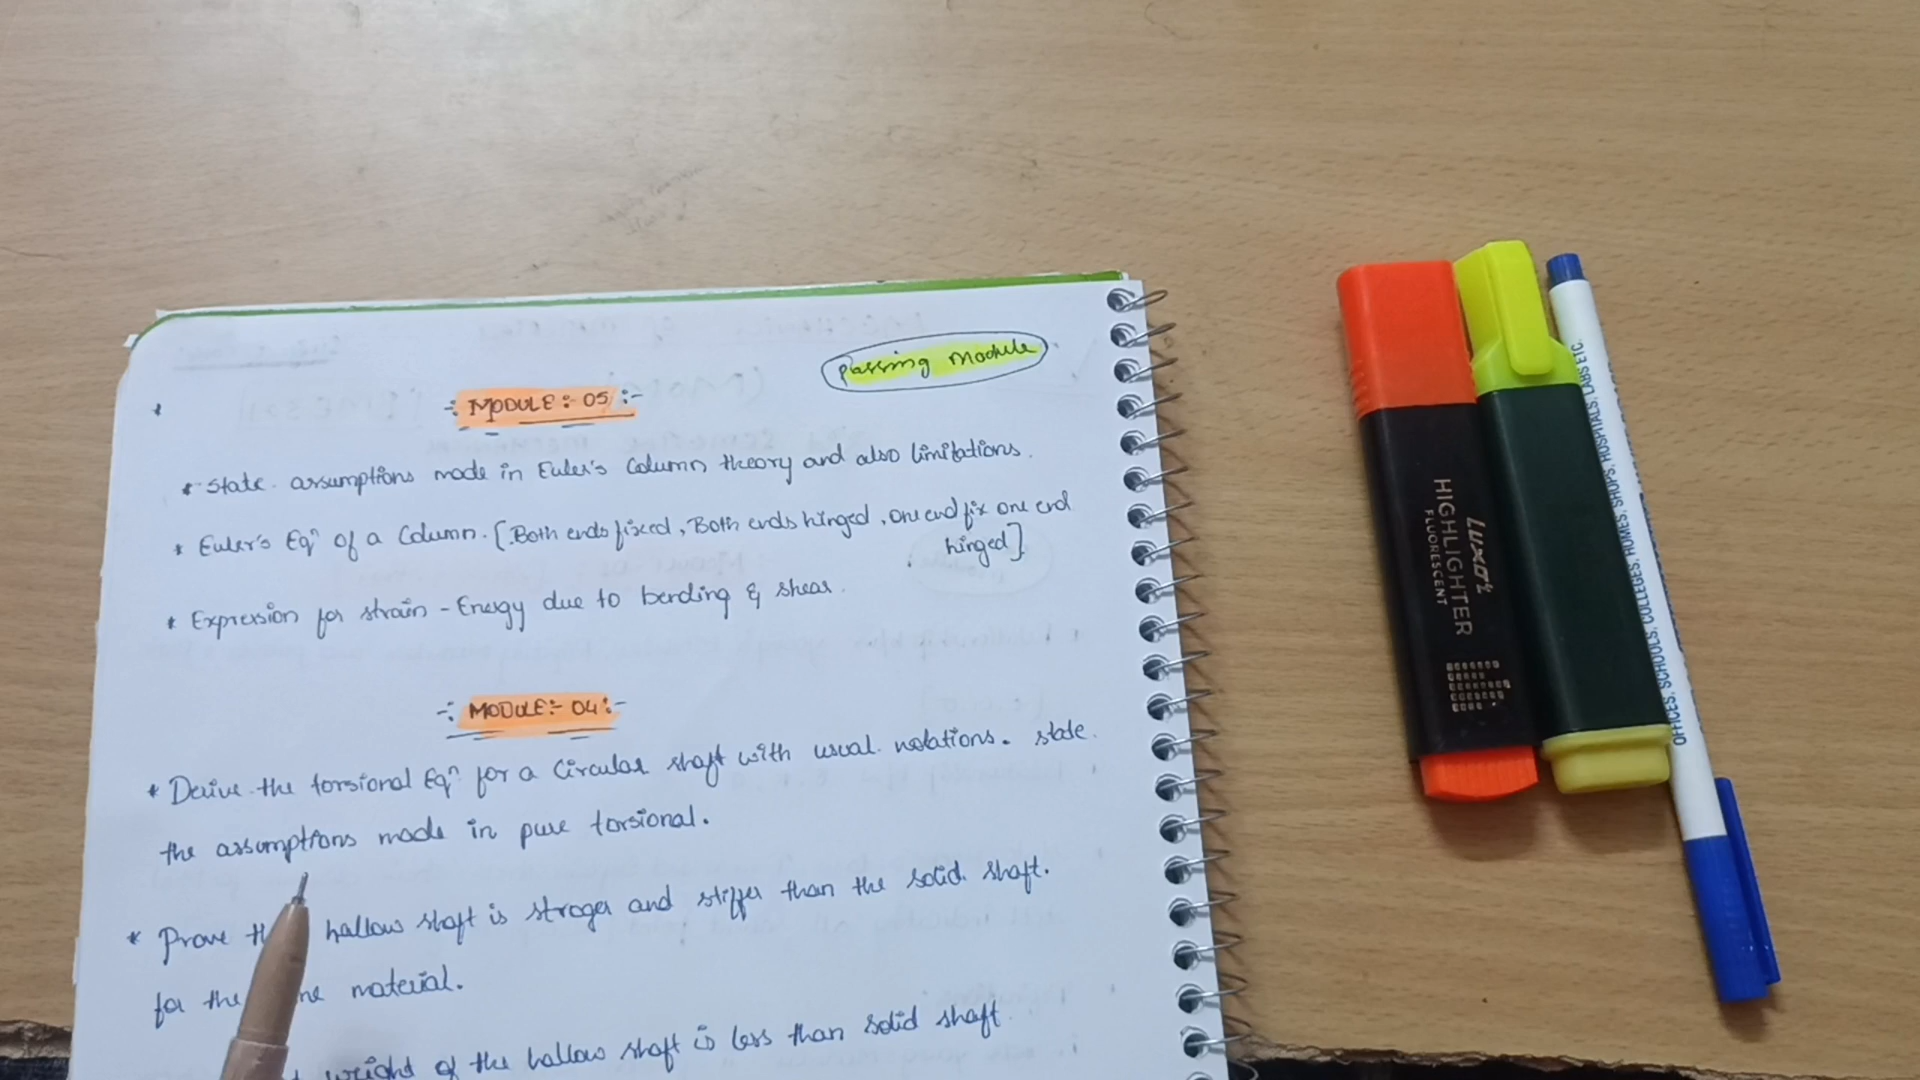 Passing Module
-: MODULE:- 05 :-
* State assumptions made in Euler's Column theory and also limitations.
* Euler's Eqⁿ of a Column. [Both ends fixed, Both ends hinged, one end fix one end
hinged]
* Expression for strain - Energy due to bending & shear.
-: MODULE:- 04 :-
* Derive the torsional Eqⁿ for a Circular shaft with usual notations. state
the assumptions made in pure torsional.
* Prove hallow shaft is stroger and stiffer than the solid shaft.
for the material.
weight of the hallow shaft is less than solid shaft
Luxor
HIGHLIGHTER
FLUORESCENT
OFFICES, SCHOOLS, COLLEGES, HOMES, SHOPS, HOSPITALS, LABS ETC.